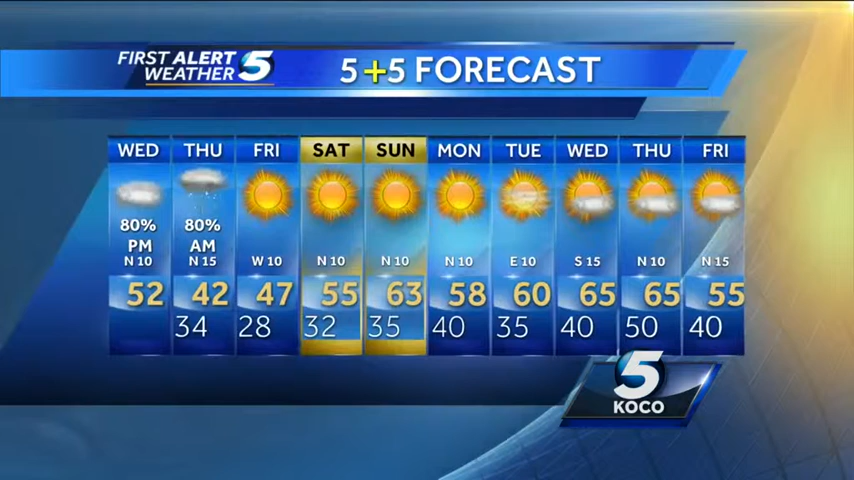 FIRST ALERT
WEATHER 5
5+5 FORECAST
WED THU FRI SAT SUN MON TUE WED THU FRI
80% 80%
PM AM
N 10 N 15 W 10 N 10 N 10 N 10 E 10 S 15 N 10 N 15
52 42 47 55 63 58 60 65 65 55
34 28 32 35 40 35 40 50 40
5
KOCO